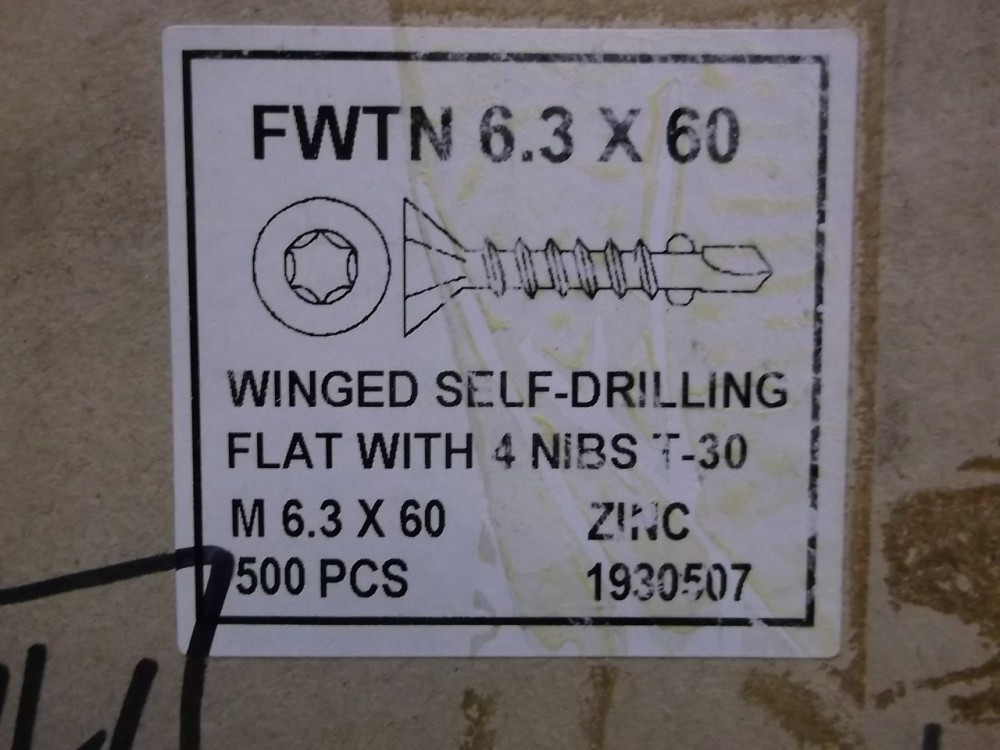 FWTN 6.3 X 60
WINGED SELF-DRILLING
FLAT WITH 4 NIBS T-30
M 6.3 X 60 ZINC
500 PCS 1930507